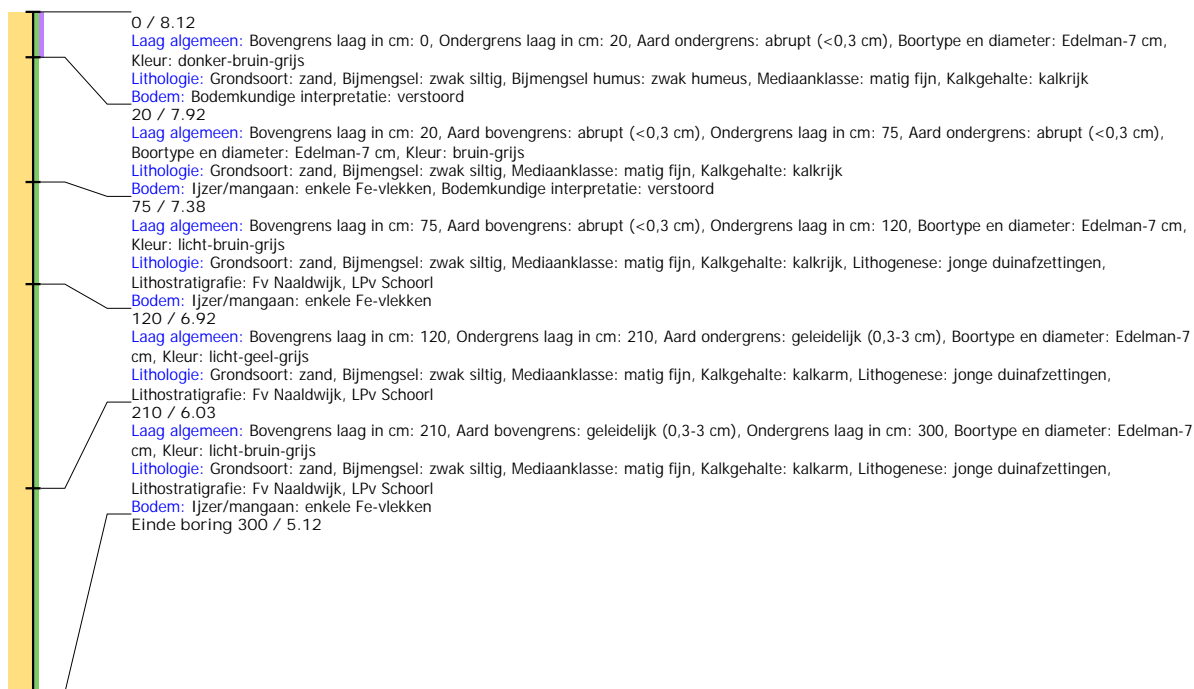 0 / 8.12
Laag algemeen: Bovengrens laag in cm: 0, Ondergrens laag in cm: 20, Aard ondergrens: abrupt (<0,3 cm), Boortype en diameter: Edelman-7 cm,
Kleur: donker-bruin-grijs
Lithologie: Grondsoort: zand, Bijmengsel: zwak siltig, Bijmengsel humus: zwak humeus, Mediaanklasse: matig fijn, Kalkgehalte: kalkrijk
Bodem: Bodemkundige interpretatie: verstoord
20 / 7.92
Laag algemeen: Bovengrens laag in cm: 20, Aard bovengrens: abrupt (<0,3 cm), Ondergrens laag in cm: 75, Aard ondergrens: abrupt (<0,3 cm),
Boortype en diameter: Edelman-7 cm, Kleur: bruin-grijs
Lithologie: Grondsoort: zand, Bijmengsel: zwak siltig, Mediaanklasse: matig fijn, Kalkgehalte: kalkrijk
Bodem: Ijzer/mangaan: enkele Fe-vlekken, Bodemkundige interpretatie: verstoord
75 / 7.38
Laag algemeen: Bovengrens laag in cm: 75, Aard bovengrens: abrupt (<0,3 cm), Ondergrens laag in cm: 120, Boortype en diameter: Edelman-7 cm,
Kleur: licht-bruin-grijs
Lithologie: Grondsoort: zand, Bijmengsel: zwak siltig, Mediaanklasse: matig fijn, Kalkgehalte: kalkrijk, Lithogenese: jonge duinafzettingen,
Lithostratigrafie: Fv Naaldwijk, LPv Schoorl
Bodem: Ijzer/mangaan: enkele Fe-vlekken
120 / 6.92
Laag algemeen: Bovengrens laag in cm: 120, Ondergrens laag in cm: 210, Aard ondergrens: geleidelijk (0,3-3 cm), Boortype en diameter: Edelman-7
cm, Kleur: licht-geel-grijs
Lithologie: Grondsoort: zand, Bijmengsel: zwak siltig, Mediaanklasse: matig fijn, Kalkgehalte: kalkarm, Lithogenese: jonge duinafzettingen,
Lithostratigrafie: Fv Naaldwijk, LPv Schoorl
210 / 6.03
Laag algemeen: Bovengrens laag in cm: 210, Aard bovengrens: geleidelijk (0,3-3 cm), Ondergrens laag in cm: 300, Boortype en diameter: Edelman-7
cm, Kleur: licht-bruin-grijs
Lithologie: Grondsoort: zand, Bijmengsel: zwak siltig, Mediaanklasse: matig fijn, Kalkgehalte: kalkarm, Lithogenese: jonge duinafzettingen,
Lithostratigrafie: Fv Naaldwijk, LPv Schoorl
Bodem: Ijzer/mangaan: enkele Fe-vlekken
Einde boring 300 / 5.12